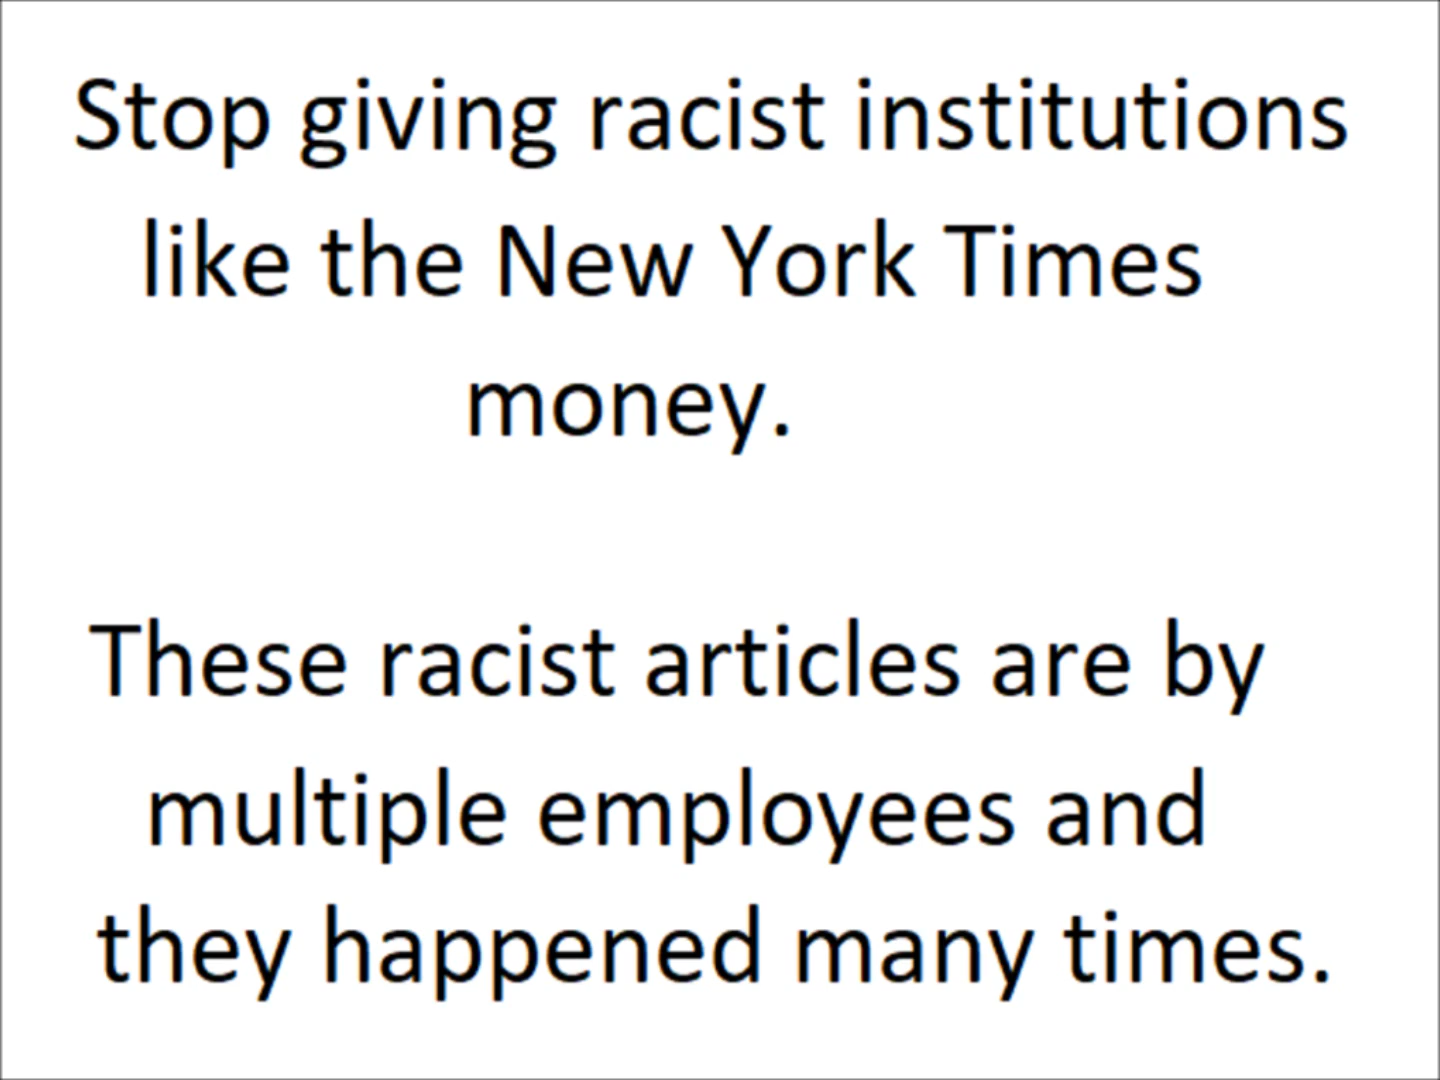 Stop giving racist institutions
like the New York Times
money.
These racist articles are by
multiple employees and
they happened many times.